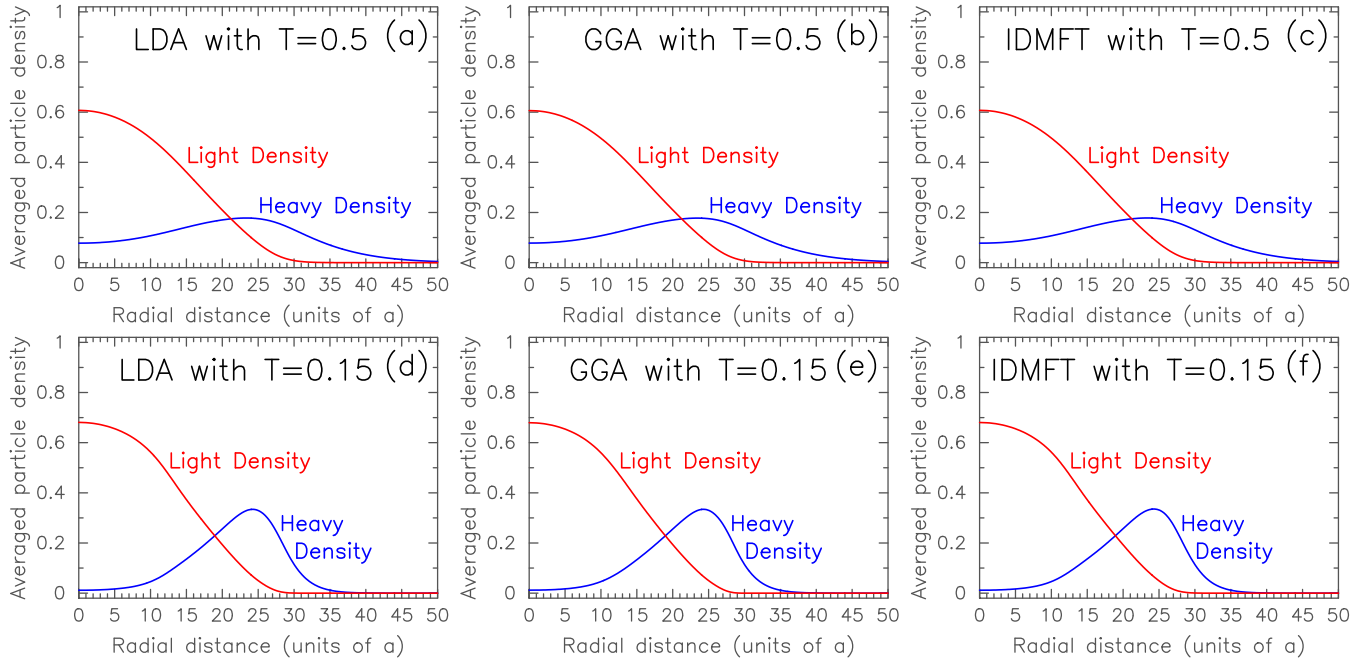 LDA with T=0.5 (a)
Averaged particle density
1
0.8
0.6
0.4
0.2
0
Light Density
Heavy Density
0 5 10 15 20 25 30 35 40 45 50
Radial distance (units of a)
GGA with T=0.5 (b)
Averaged particle density
1
0.8
0.6
0.4
0.2
0
Light Density
Heavy Density
0 5 10 15 20 25 30 35 40 45 50
Radial distance (units of a)
IDMFT with T=0.5 (c)
Averaged particle density
1
0.8
0.6
0.4
0.2
0
Light Density
Heavy Density
0 5 10 15 20 25 30 35 40 45 50
Radial distance (units of a)
LDA with T=0.15 (d)
Averaged particle density
1
0.8
0.6
0.4
0.2
0
Light Density
Heavy
Density
0 5 10 15 20 25 30 35 40 45 50
Radial distance (units of a)
GGA with T=0.15 (e)
Averaged particle density
1
0.8
0.6
0.4
0.2
0
Light Density
Heavy
Density
0 5 10 15 20 25 30 35 40 45 50
Radial distance (units of a)
IDMFT with T=0.15 (f)
Averaged particle density
1
0.8
0.6
0.4
0.2
0
Light Density
Heavy
Density
0 5 10 15 20 25 30 35 40 45 50
Radial distance (units of a)